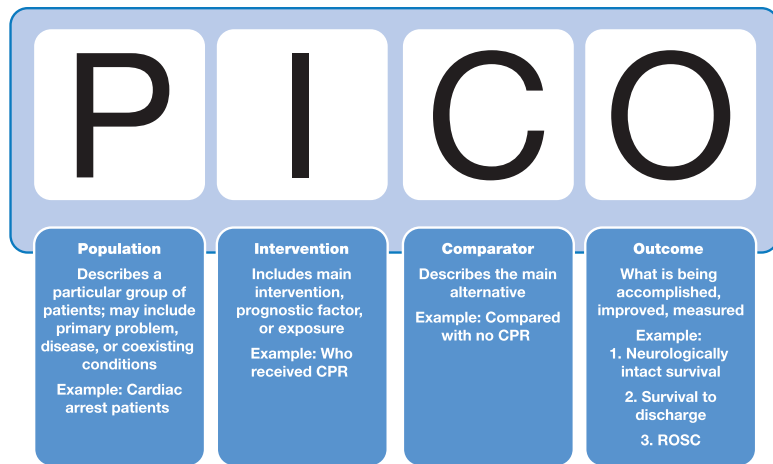 P I C O
Population
Describes a
particular group of
patients; may include
primary problem,
disease, or coexisting
conditions
Example: Cardiac
arrest patients
Intervention
Includes main
intervention,
prognostic factor,
or exposure
Example: Who
received CPR
Comparator
Describes the main
alternative
Example: Compared
with no CPR
Outcome
What is being
accomplished,
improved, measured
Example:
1. Neurologically
intact survival
2. Survival to
discharge
3. ROSC